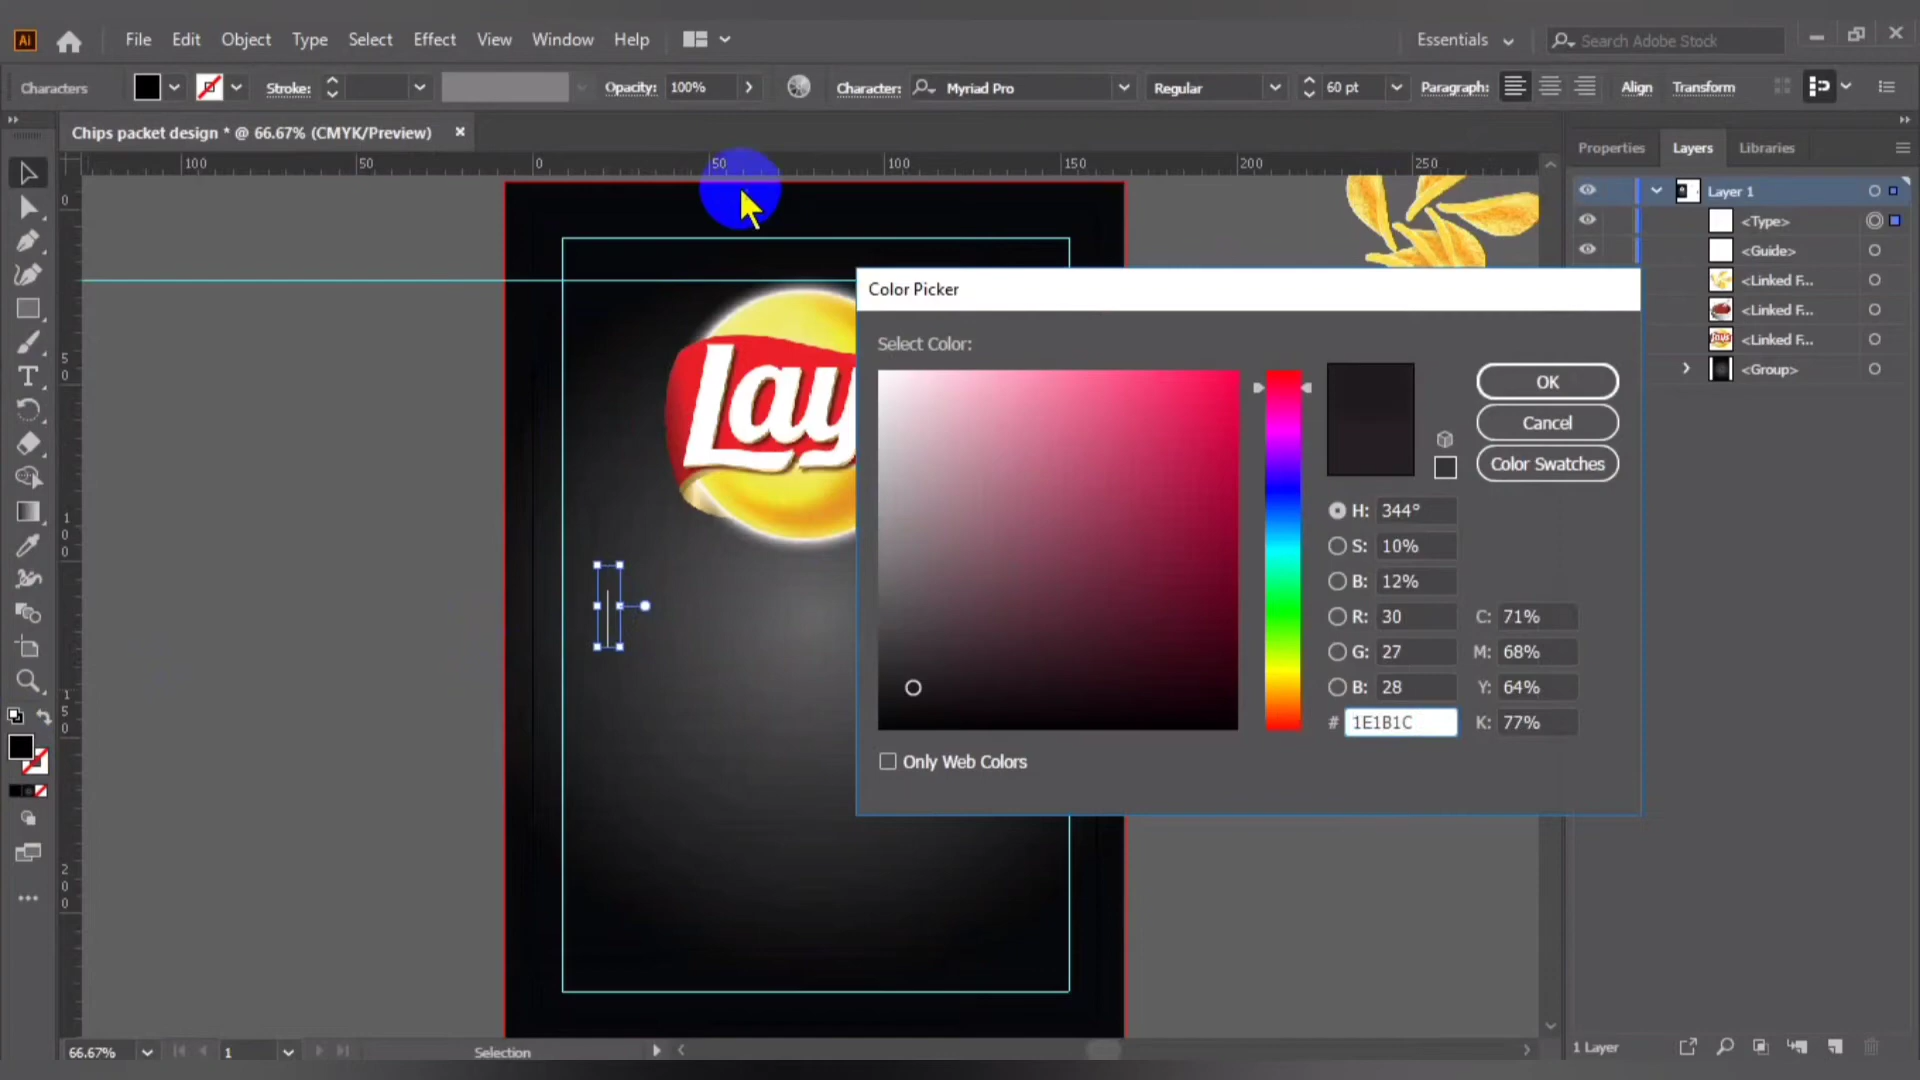 Ai File Edit Object Type Select Effect View Window Help Essentials Search Adobe Stock
Characters Stroke: Opacity: 100% Character: Myriad Pro Regular 60 pt Paragraph: Align Transform
Chips packet design * @ 66.67% (CMYK/Preview) ×
Properties Layers Libraries
100 50 0 50 100 150 200 250
0
5
0
1
0
0
1
5
0
2
0
0
Lay
Color Picker
Select Color:
OK
Cancel
Color Swatches
H: 344°
S: 10%
B: 12%
R: 30 C: 71%
G: 27 M: 68%
B: 28 Y: 64%
# 1E1B1C K: 77%
Only Web Colors
Layer 1
<Type>
<Guide>
<Linked F...
<Linked F...
<Linked F...
<Group>
66.67% 1 Selection
1 Layer